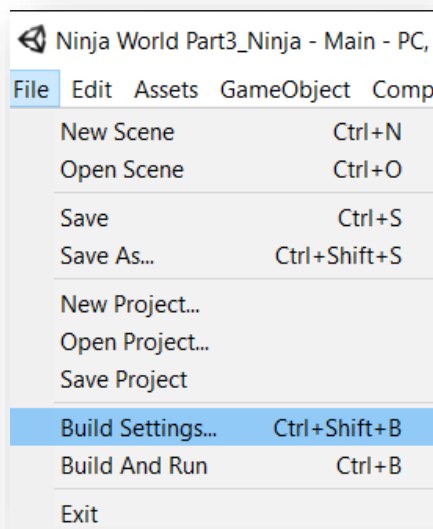 Ninja World Part3_Ninja - Main - PC,
File Edit Assets GameObject Comp
New Scene Ctrl+N
Open Scene Ctrl+O
Save Ctrl+S
Save As... Ctrl+Shift+S
New Project...
Open Project...
Save Project
Build Settings... Ctrl+Shift+B
Build And Run Ctrl+B
Exit